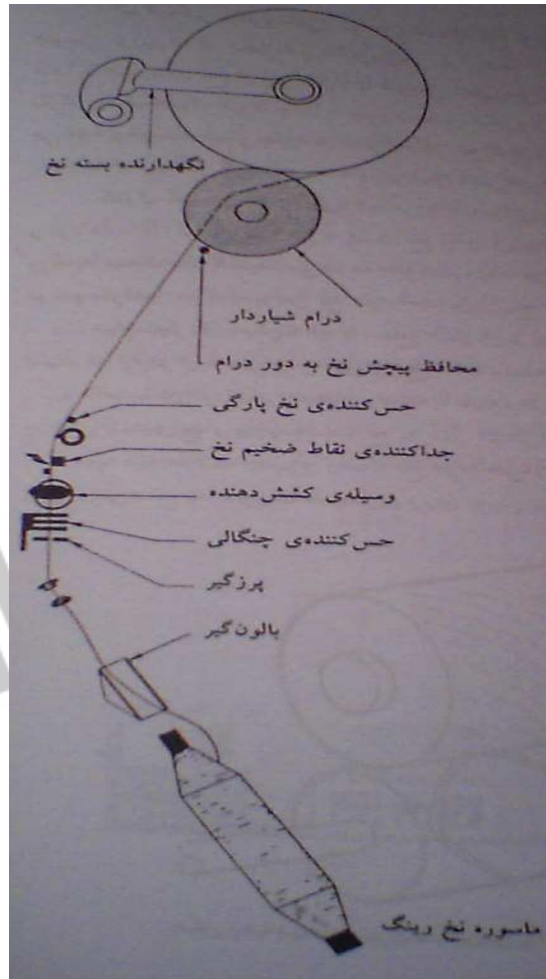 نگهدارنده بسته نخ
درام شیاردار
محافظ پیچش نخ به دور درام
حس‌کننده‌ی نخ پارگی
جداکننده‌ی نقاط ضخیم نخ
وسیله‌ی کشش‌دهنده
حس‌کننده‌ی چنگالی
پرزگیر
بالون‌گیر
ماسوره نخ رینگ